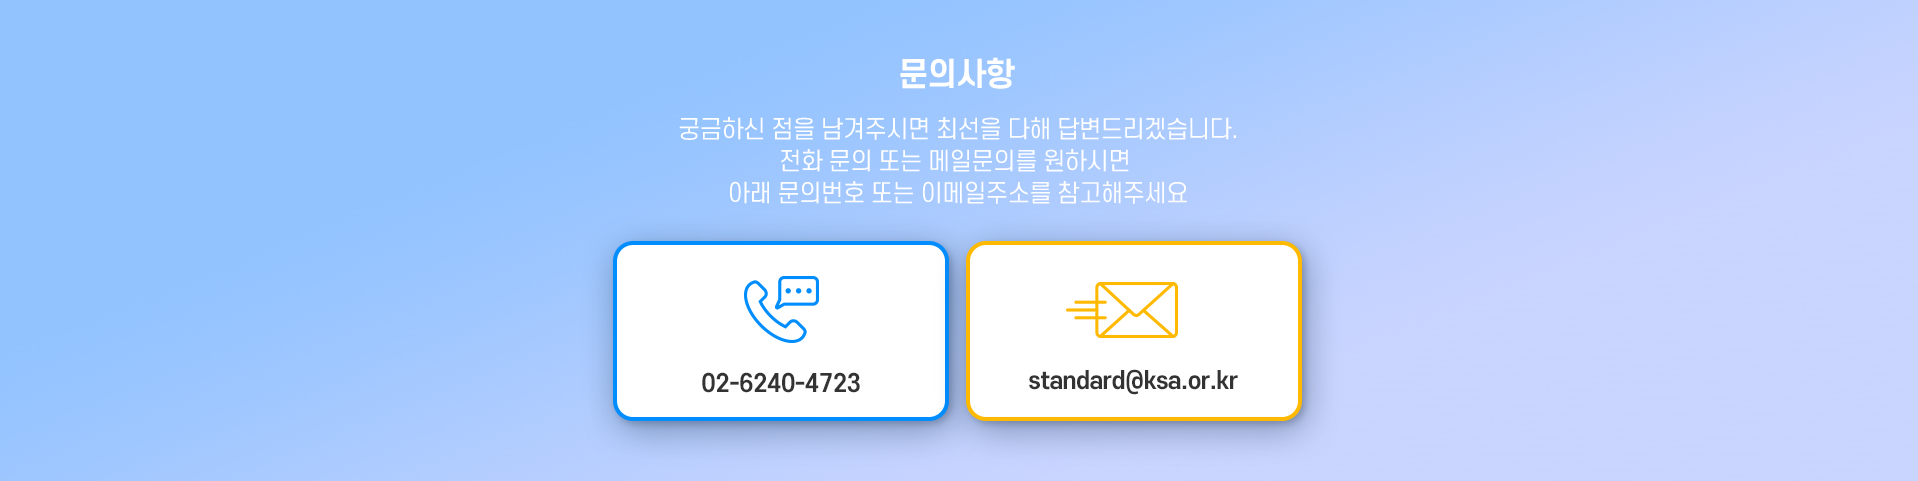 문의사항
궁금하신 점을 남겨주시면 최선을 다해 답변드리겠습니다.
전화 문의 또는 메일문의를 원하시면
아래 문의번호 또는 이메일주소를 참고해주세요
02-6240-4723
standard@ksa.or.kr